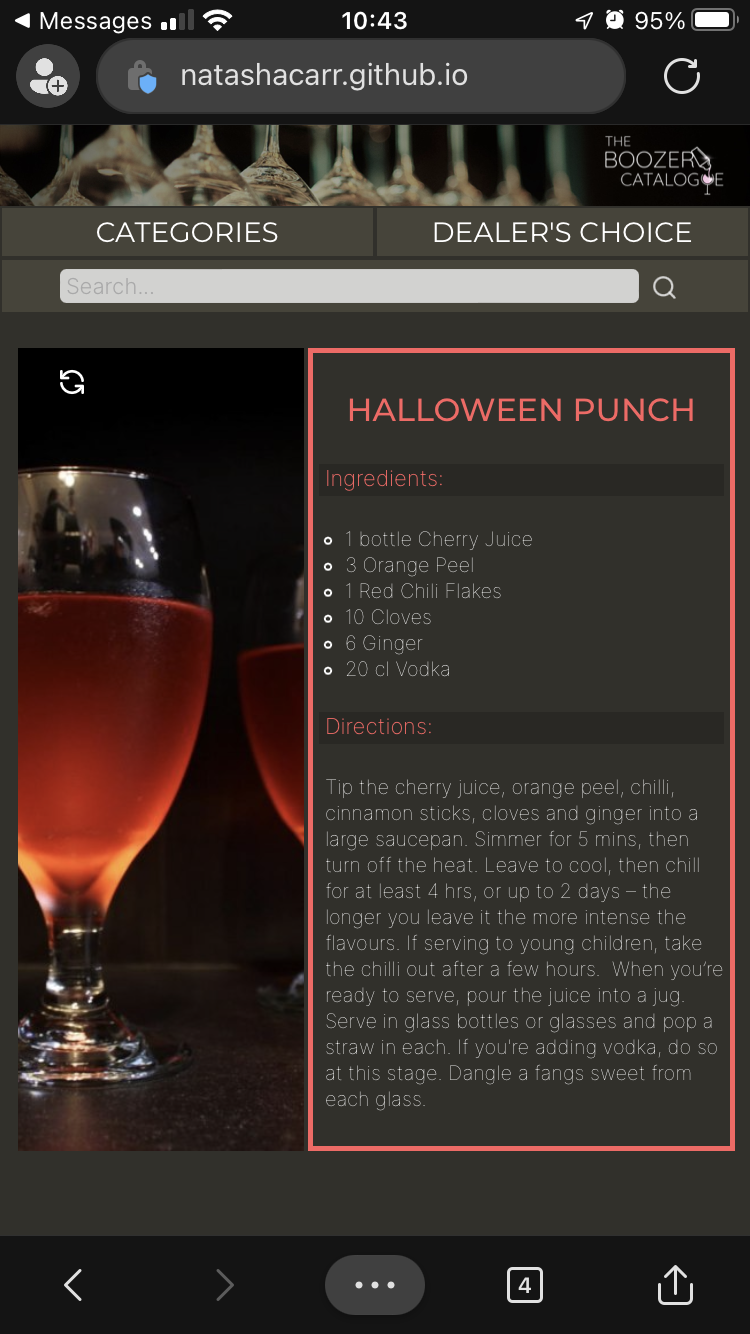 Messages
10:43
95%
natashacarr.github.io
THE
BOOZER
CATALOGUE
CATEGORIES
DEALER'S CHOICE
Search...
HALLOWEEN PUNCH
Ingredients:
1 bottle Cherry Juice
3 Orange Peel
1 Red Chili Flakes
10 Cloves
6 Ginger
20 cl Vodka
Directions:
Tip the cherry juice, orange peel, chilli,
cinnamon sticks, cloves and ginger into a
large saucepan. Simmer for 5 mins, then
turn off the heat. Leave to cool, then chill
for at least 4 hrs, or up to 2 days – the
longer you leave it the more intense the
flavours. If serving to young children, take
the chilli out after a few hours.  When you’re
ready to serve, pour the juice into a jug.
Serve in glass bottles or glasses and pop a
straw in each. If you're adding vodka, do so
at this stage. Dangle a fangs sweet from
each glass.
4